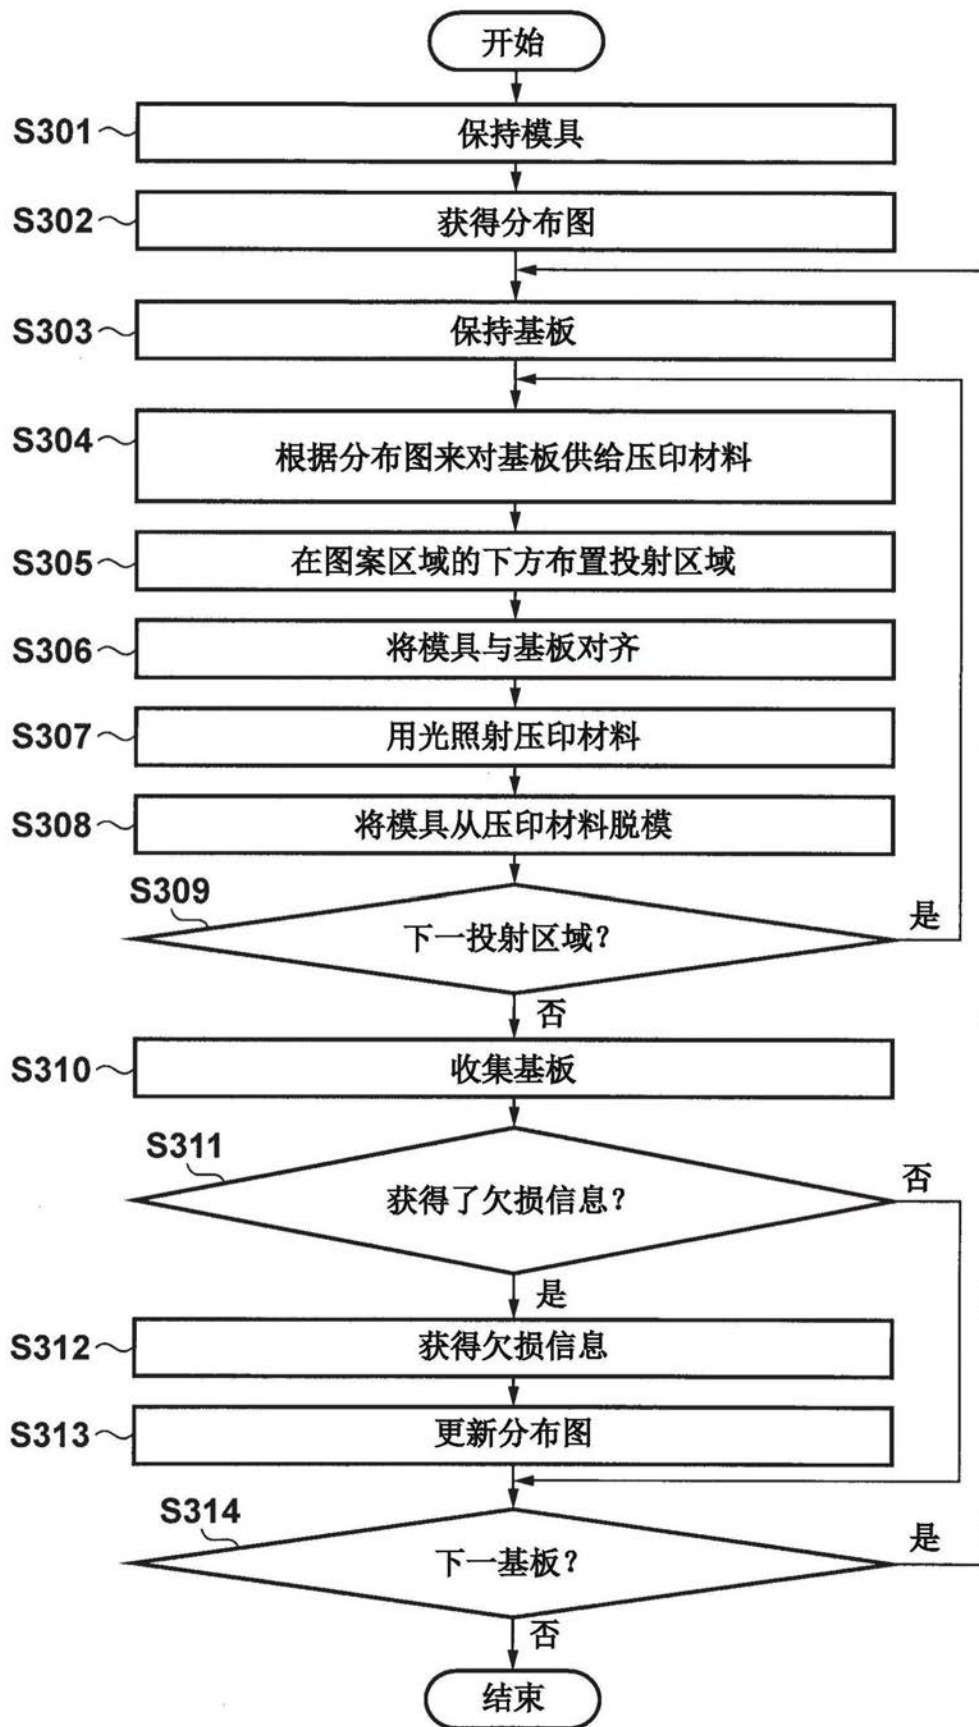 开始
S301 保持模具
S302 获得分布图
S303 保持基板
S304 根据分布图来对基板供给压印材料
S305 在图案区域的下方布置投射区域
S306 将模具与基板对齐
S307 用光照射压印材料
S308 将模具从压印材料脱模
S309
下一投射区域?
是
否
S310 收集基板
S311
获得了欠损信息?
否
是
S312 获得欠损信息
S313 更新分布图
S314
下一基板?
是
否
结束